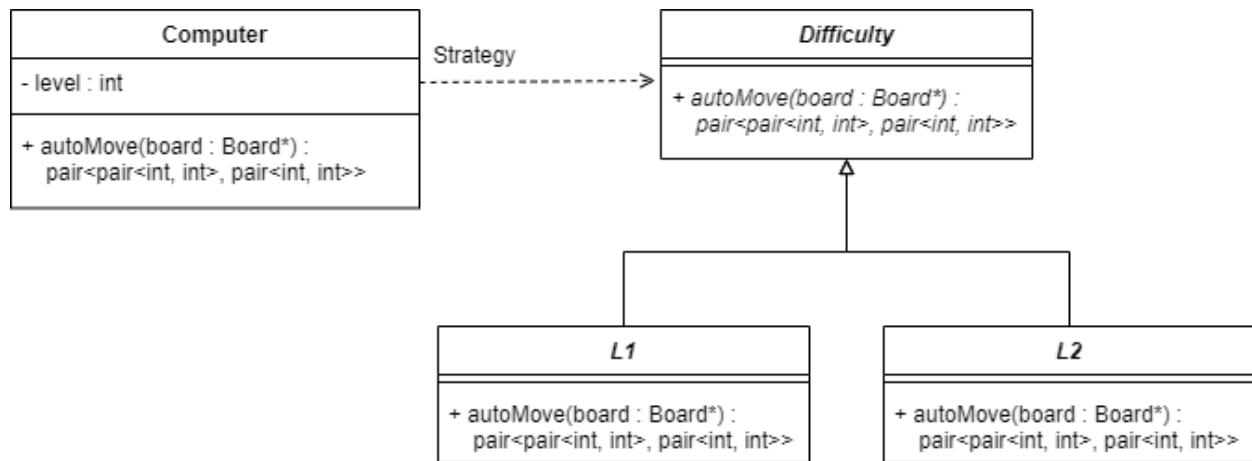 Computer
- level : int
+ autoMove(board : Board*) :
pair<pair<int, int>, pair<int, int>>
Strategy
Difficulty
+ autoMove(board : Board*) :
pair<pair<int, int>, pair<int, int>>
L1
+ autoMove(board : Board*) :
pair<pair<int, int>, pair<int, int>>
L2
+ autoMove(board : Board*) :
pair<pair<int, int>, pair<int, int>>